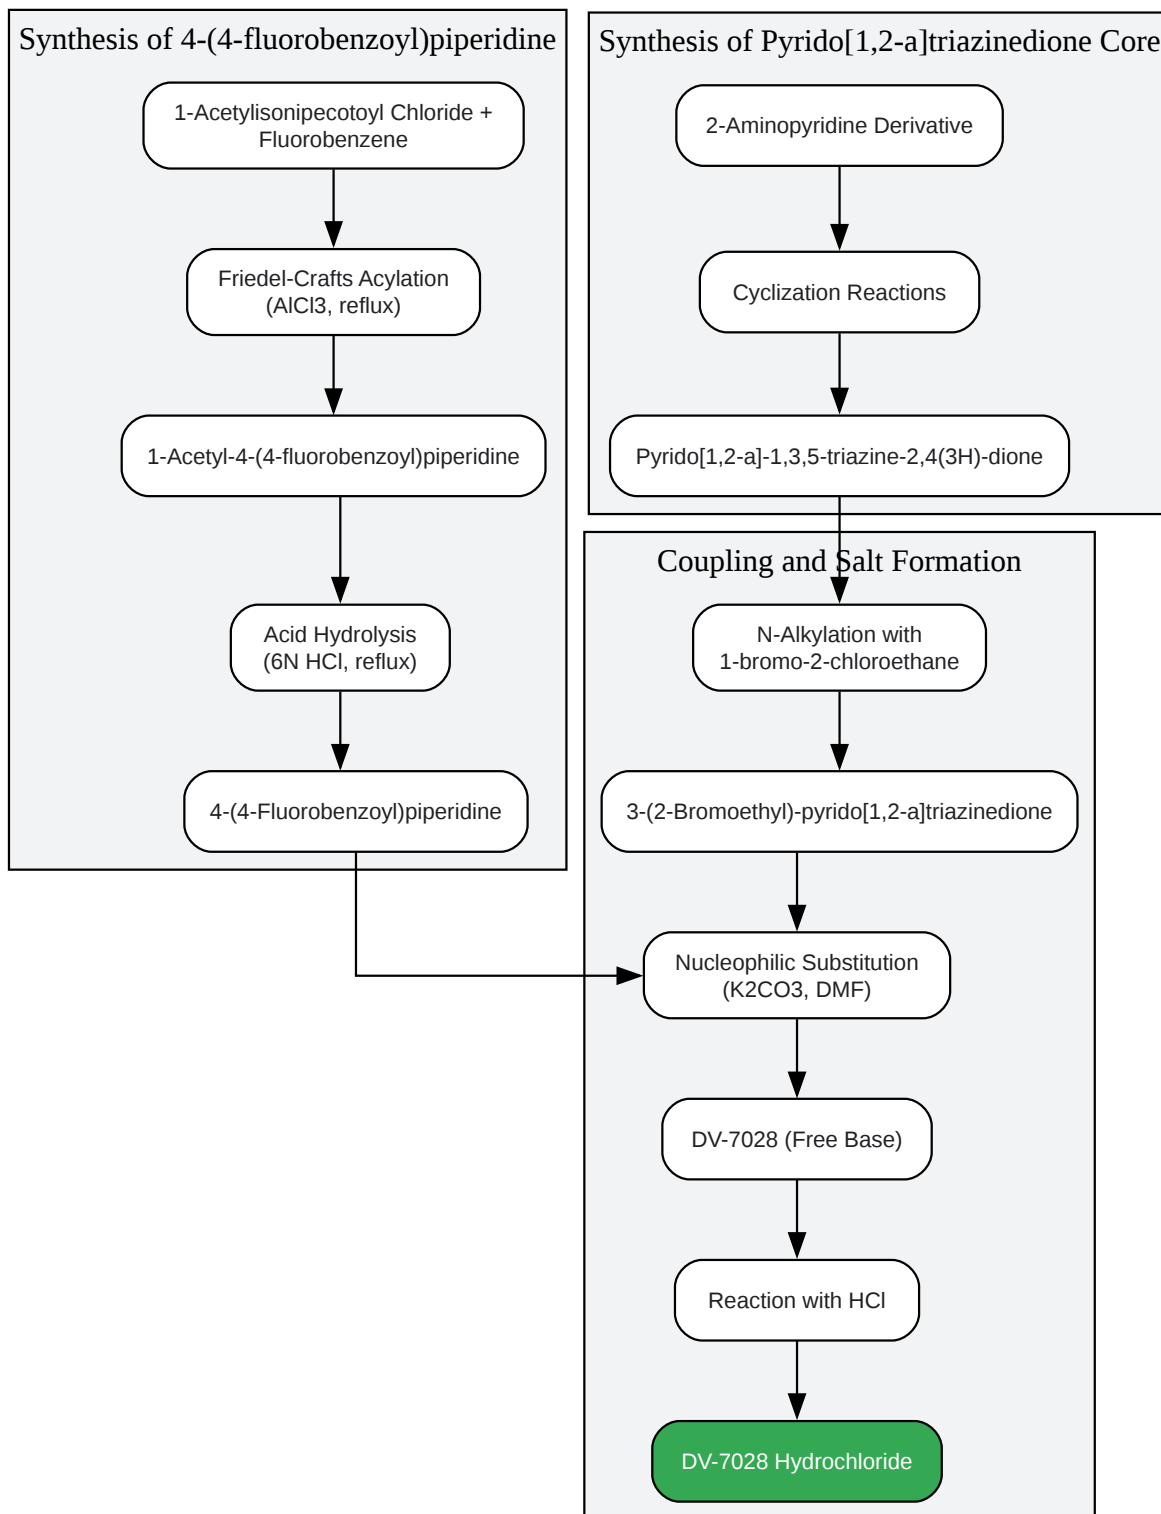 Synthesis of 4-(4-fluorobenzoyl)piperidine
1-Acetylisonipecotoyl Chloride +
Fluorobenzene
Friedel-Crafts Acylation
(AlCl3, reflux)
1-Acetyl-4-(4-fluorobenzoyl)piperidine
Acid Hydrolysis
(6N HCl, reflux)
4-(4-Fluorobenzoyl)piperidine
Synthesis of Pyrido[1,2-a]triazinedione Core
2-Aminopyridine Derivative
Cyclization Reactions
Pyrido[1,2-a]-1,3,5-triazine-2,4(3H)-dione
Coupling and Salt Formation
N-Alkylation with
1-bromo-2-chloroethane
3-(2-Bromoethyl)-pyrido[1,2-a]triazinedione
Nucleophilic Substitution
(K2CO3, DMF)
DV-7028 (Free Base)
Reaction with HCl
DV-7028 Hydrochloride